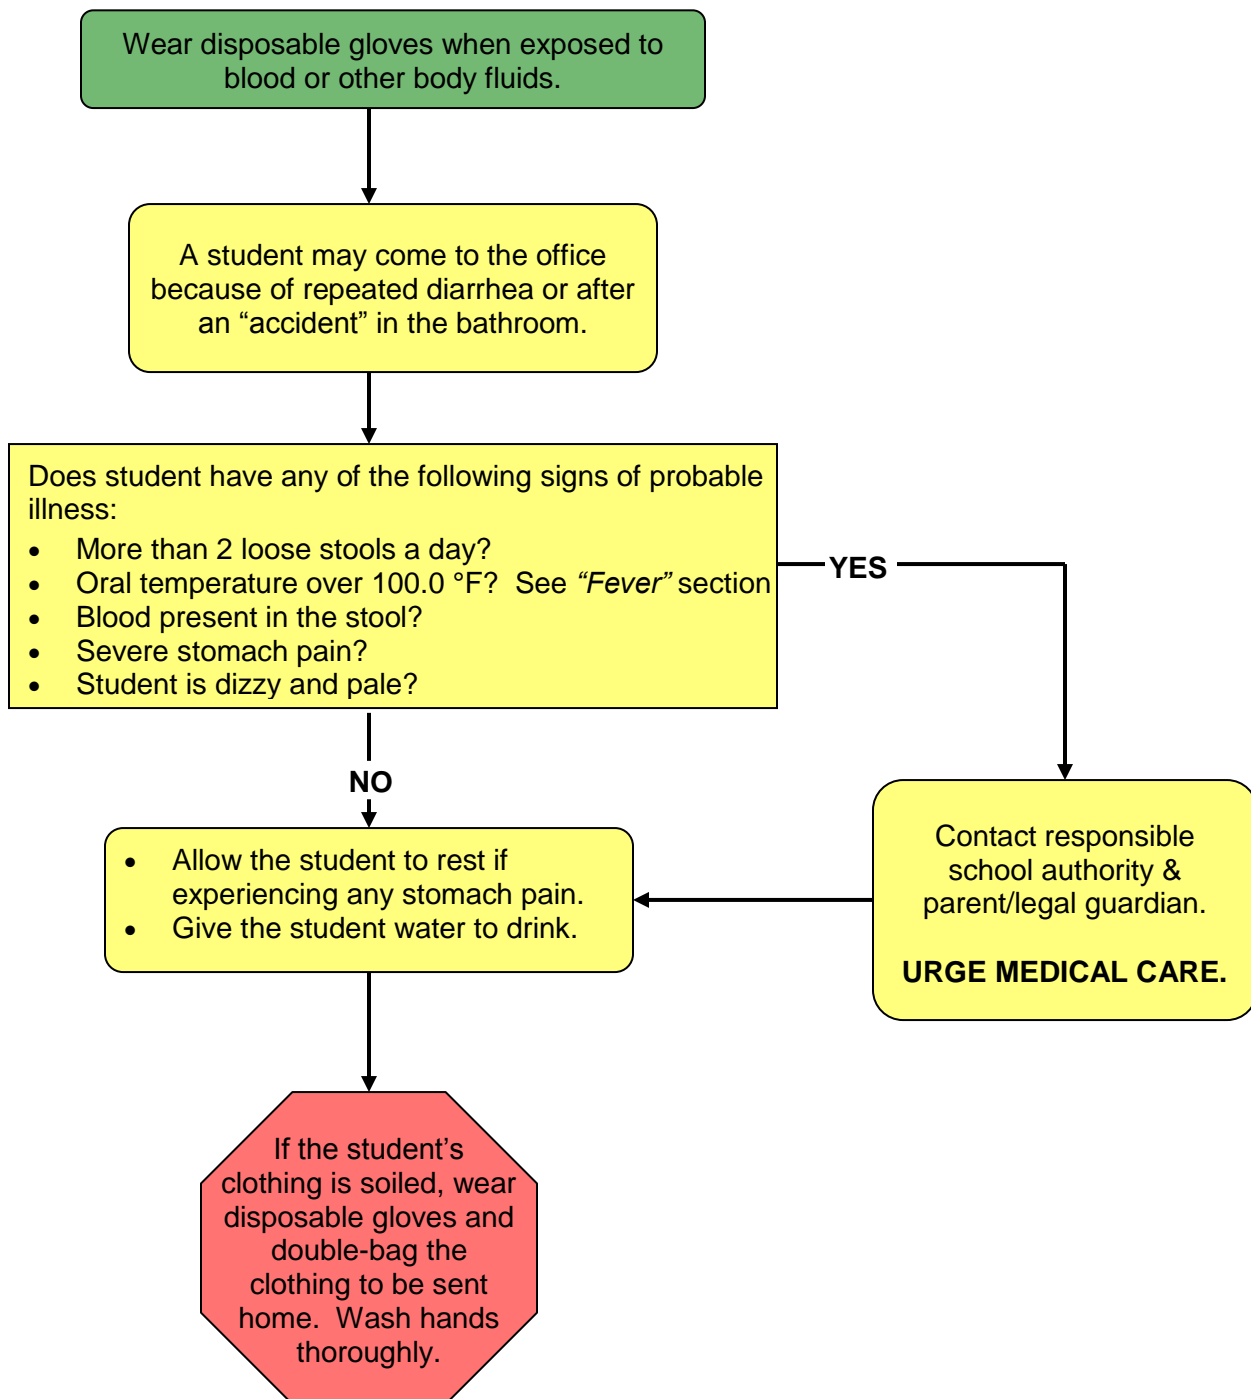 Wear disposable gloves when exposed to
blood or other body fluids.
A student may come to the office
because of repeated diarrhea or after
an “accident” in the bathroom.
Does student have any of the following signs of probable
illness:
• More than 2 loose stools a day?
• Oral temperature over 100.0 °F?  See “Fever” section
• Blood present in the stool?
• Severe stomach pain?
• Student is dizzy and pale?
YES
NO
• Allow the student to rest if
experiencing any stomach pain.
• Give the student water to drink.
Contact responsible
school authority &
parent/legal guardian.
URGE MEDICAL CARE.
If the student’s
clothing is soiled, wear
disposable gloves and
double-bag the
clothing to be sent
home.  Wash hands
thoroughly.